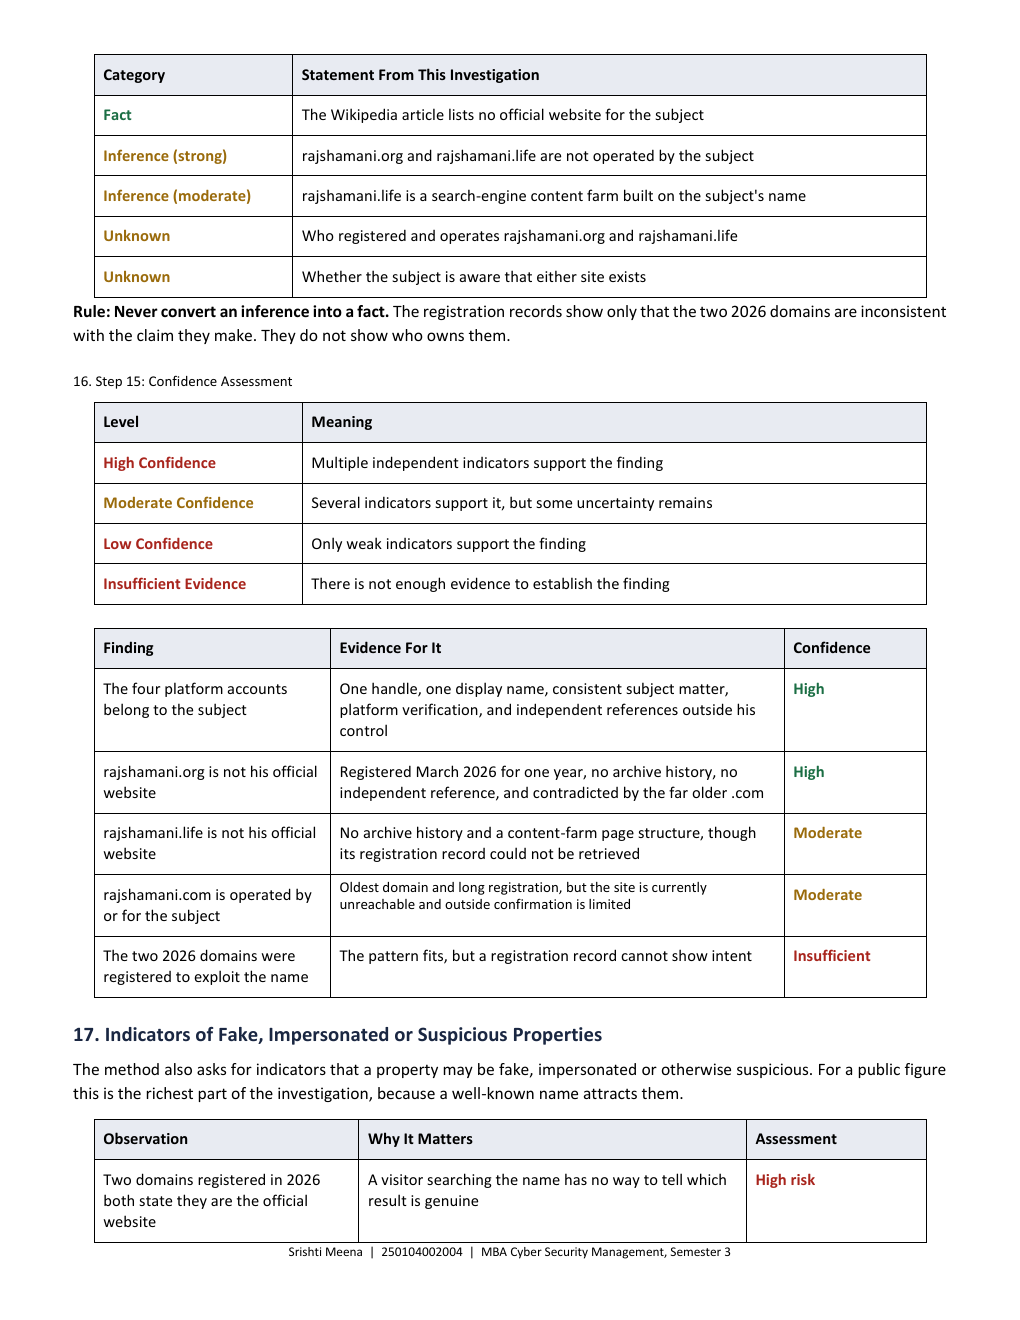 Category Statement From This Investigation
Fact The Wikipedia article lists no official website for the subject
Inference (strong) rajshamani.org and rajshamani.life are not operated by the subject
Inference (moderate) rajshamani.life is a search-engine content farm built on the subject's name
Unknown Who registered and operates rajshamani.org and rajshamani.life
Unknown Whether the subject is aware that either site exists
Rule: Never convert an inference into a fact. The registration records show only that the two 2026 domains are inconsistent
with the claim they make. They do not show who owns them.
16. Step 15: Confidence Assessment
Level Meaning
High Confidence Multiple independent indicators support the finding
Moderate Confidence Several indicators support it, but some uncertainty remains
Low Confidence Only weak indicators support the finding
Insufficient Evidence There is not enough evidence to establish the finding
Finding Evidence For It Confidence
The four platform accounts
belong to the subject
One handle, one display name, consistent subject matter,
platform verification, and independent references outside his
control
High
rajshamani.org is not his official
website
Registered March 2026 for one year, no archive history, no
independent reference, and contradicted by the far older .com
High
rajshamani.life is not his official
website
No archive history and a content-farm page structure, though
its registration record could not be retrieved
Moderate
rajshamani.com is operated by
or for the subject
Oldest domain and long registration, but the site is currently
unreachable and outside confirmation is limited
Moderate
The two 2026 domains were
registered to exploit the name
The pattern fits, but a registration record cannot show intent
Insufficient
17. Indicators of Fake, Impersonated or Suspicious Properties
The method also asks for indicators that a property may be fake, impersonated or otherwise suspicious. For a public figure
this is the richest part of the investigation, because a well-known name attracts them.
Observation Why It Matters Assessment
Two domains registered in 2026
both state they are the official
website
A visitor searching the name has no way to tell which
result is genuine
High risk
Srishti Meena | 250104002004 | MBA Cyber Security Management, Semester 3